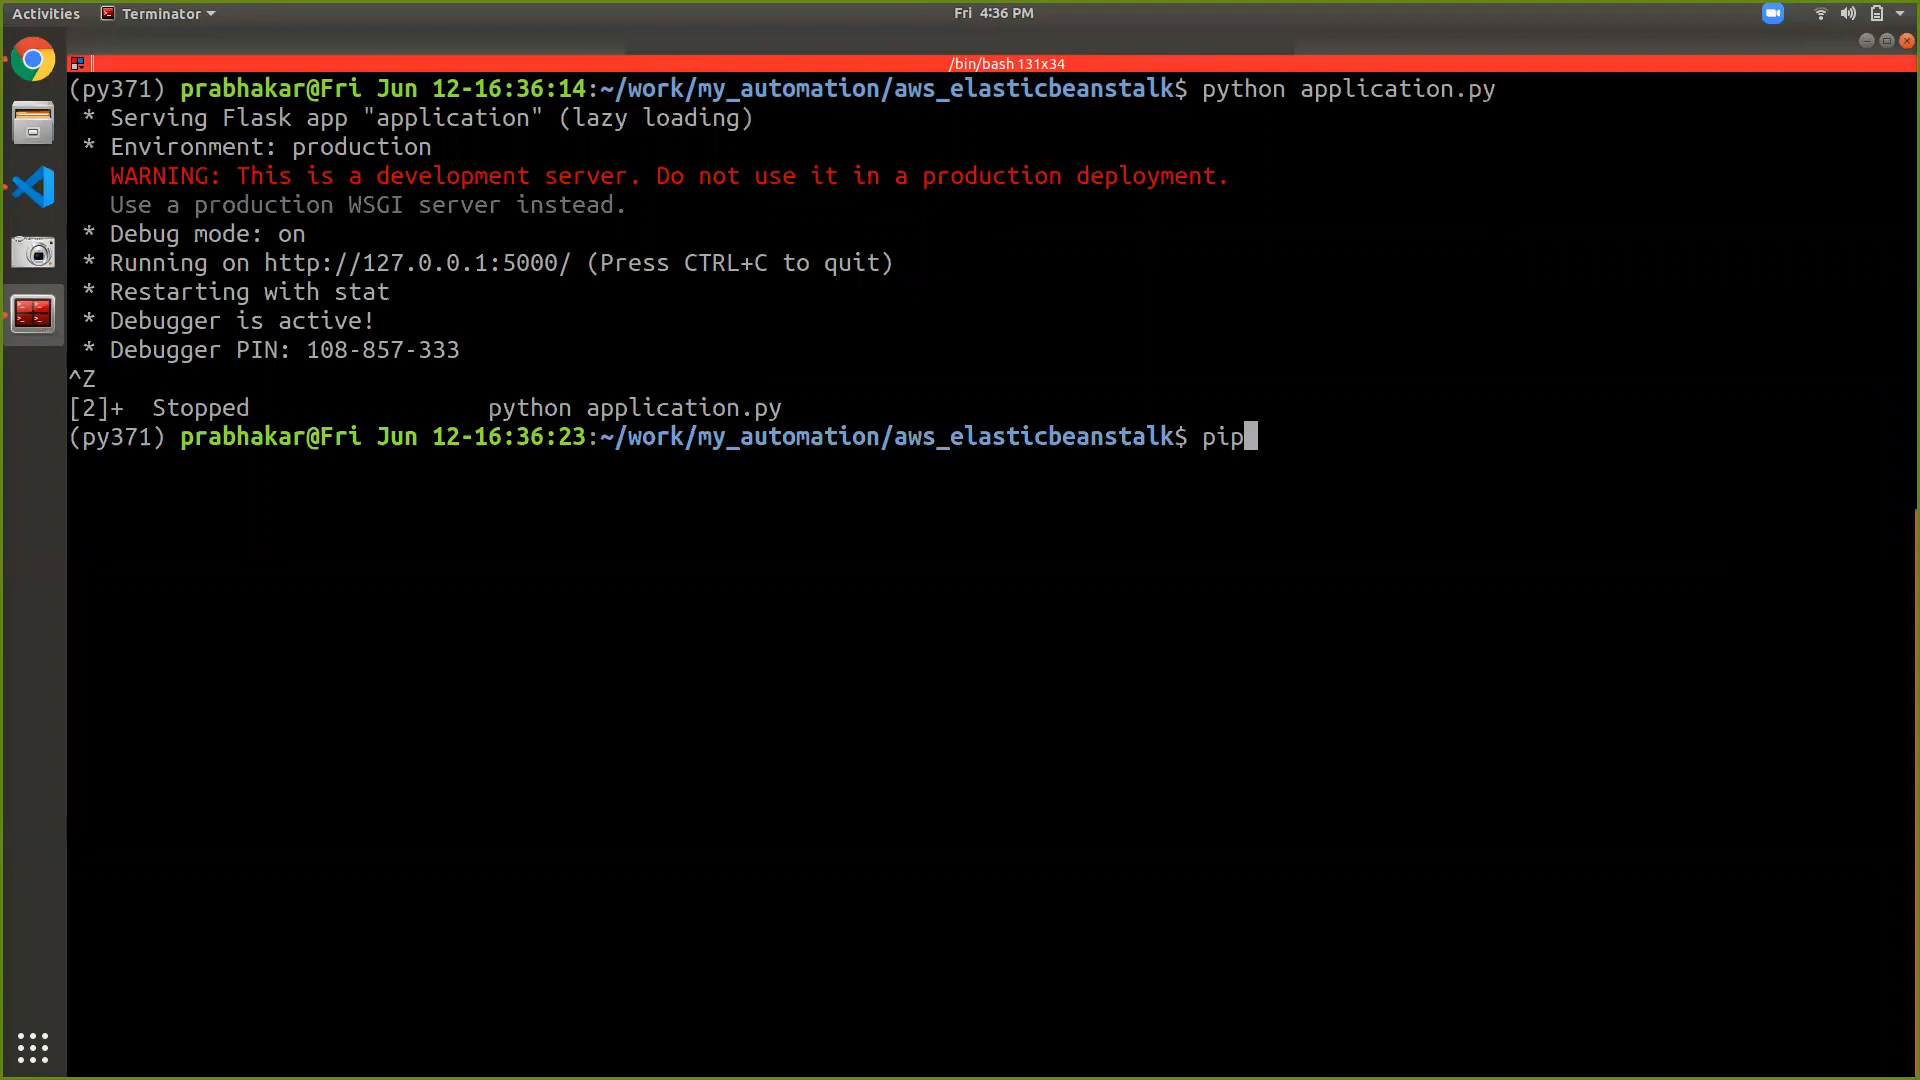 Activities Terminator Fri 4:36 PM
/bin/bash 131x34
(py371) prabhakar@Fri Jun 12-16:36:14:~/work/my_automation/aws_elasticbeanstalk$ python application.py
* Serving Flask app "application" (lazy loading)
* Environment: production
WARNING: This is a development server. Do not use it in a production deployment.
Use a production WSGI server instead.
* Debug mode: on
* Running on http://127.0.0.1:5000/ (Press CTRL+C to quit)
* Restarting with stat
* Debugger is active!
* Debugger PIN: 108-857-333
^Z
[2]+  Stopped                 python application.py
(py371) prabhakar@Fri Jun 12-16:36:23:~/work/my_automation/aws_elasticbeanstalk$ pip